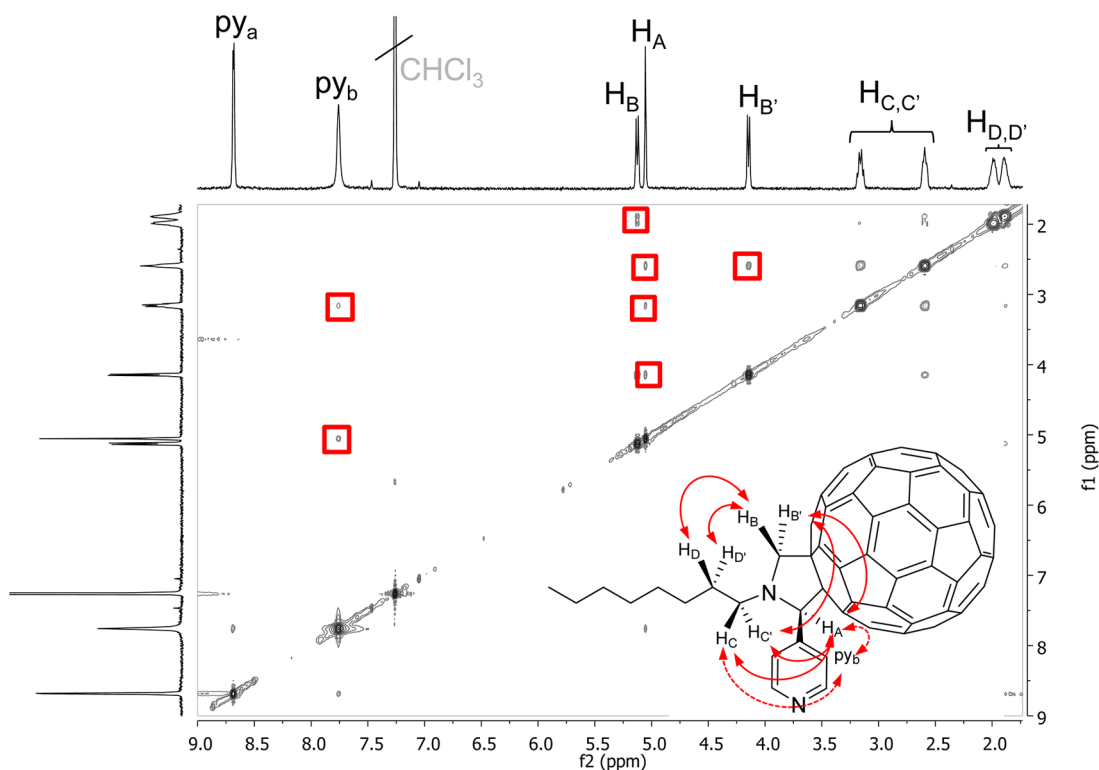 py_a
py_b
CHCl_3
H_B
H_A
H_B'
H_C,C'
H_D,D'
2
3
4
5
6
7
8
9
f1 (ppm)
H_B
H_B'
H_D
H_D'
N
H_C
H_C'
H_A
py_b
N
9.0 8.5 8.0 7.5 7.0 6.5 6.0 5.5 5.0 4.5 4.0 3.5 3.0 2.5 2.0
f2 (ppm)